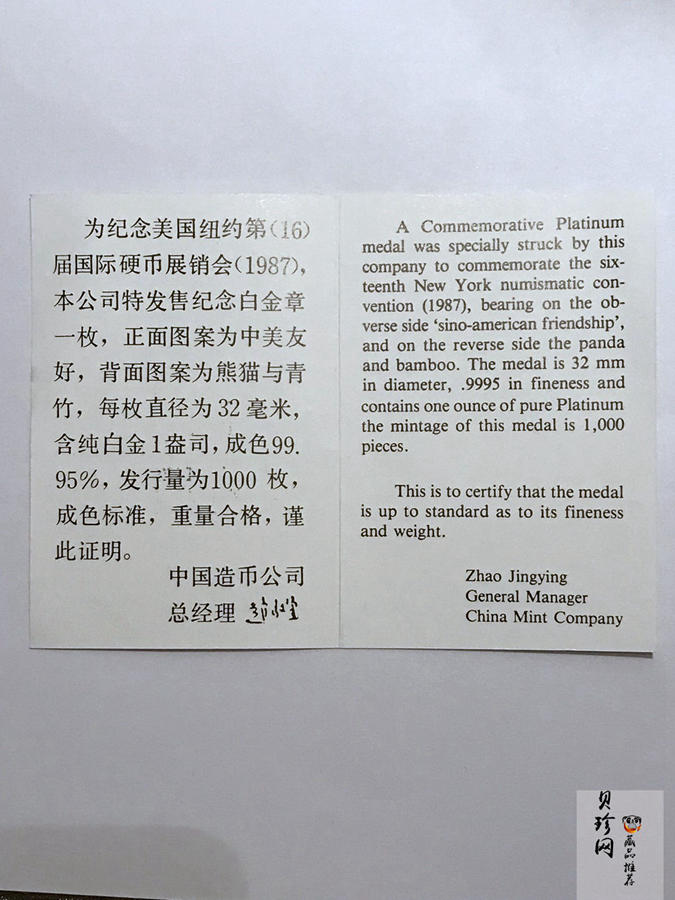 为纪念美国纽约第(16)
届国际硬币展销会(1987),
本公司特发售纪念白金章
一枚，正面图案为中美友
好，背面图案为熊猫与青
竹，每枚直径为32毫米,
含纯白金1盎司,成色99.
95%,发行量为1000 枚，
成色标准，重量合格，谨
此证明。
中国造币公司
总经理
A Commemorative Platinum
medal was specially struck by this
company to commemorate the six-
teenth New York numismatic con-
vention (1987), bearing on the ob-
verse side ‘sino-american friendship’,
and on the reverse side the panda
and bamboo. The medal is 32 mm
in diameter, .9995 in fineness and
contains one ounce of pure Platinum
the mintage of this medal is 1,000
pieces.
This is to certify that the medal
is up to standard as to its fineness
and weight.
Zhao Jingying
General Manager
China Mint Company
贝珍网
藏品推荐